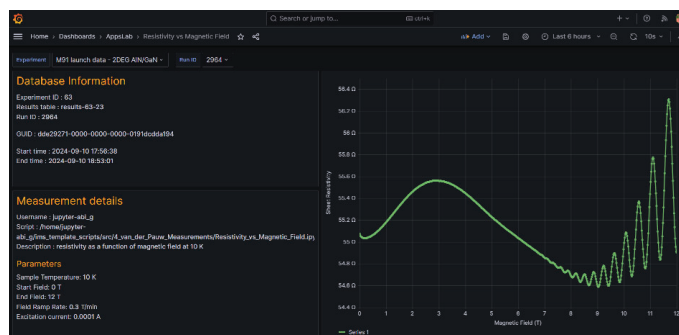 Search or jump to...
ctrl+k
Home › Dashboards › AppsLab › Resistivity vs Magnetic Field
Add
Last 6 hours
10s
Experiment
M91 launch data - 2DEG AlN/GaN
Run ID
2964
Database Information
Experiment ID : 63
Results table : results-63-23
Run ID : 2964
GUID : dde29271-0000-0000-0000-0191dcdda194
Start time : 2024-09-10 17:56:38
End time : 2024-09-10 18:53:01
Measurement details
Username : jupyter-abi_g
Script : /home/jupyter-
abi_g/ims_template_scripts/src/4_van_der_Pauw_Measurements/Resistivity_vs_Magnetic_Field.ipy
Description : resistivity as a function of magnetic field at 10 K
Parameters
Sample Temperature: 10 K
Start Field: 0 T
End Field: 12 T
Field Ramp Rate: 0.3 T/min
Excitation current: 0.0001 A
Sheet Resistivity
56.4 Ω
56.2 Ω
56 Ω
55.8 Ω
55.6 Ω
55.4 Ω
55.2 Ω
55 Ω
54.8 Ω
54.6 Ω
54.4 Ω
0 1 2 3 4 5 6 7 8 9 10 11 12
Magnetic Field (T)
Series 1